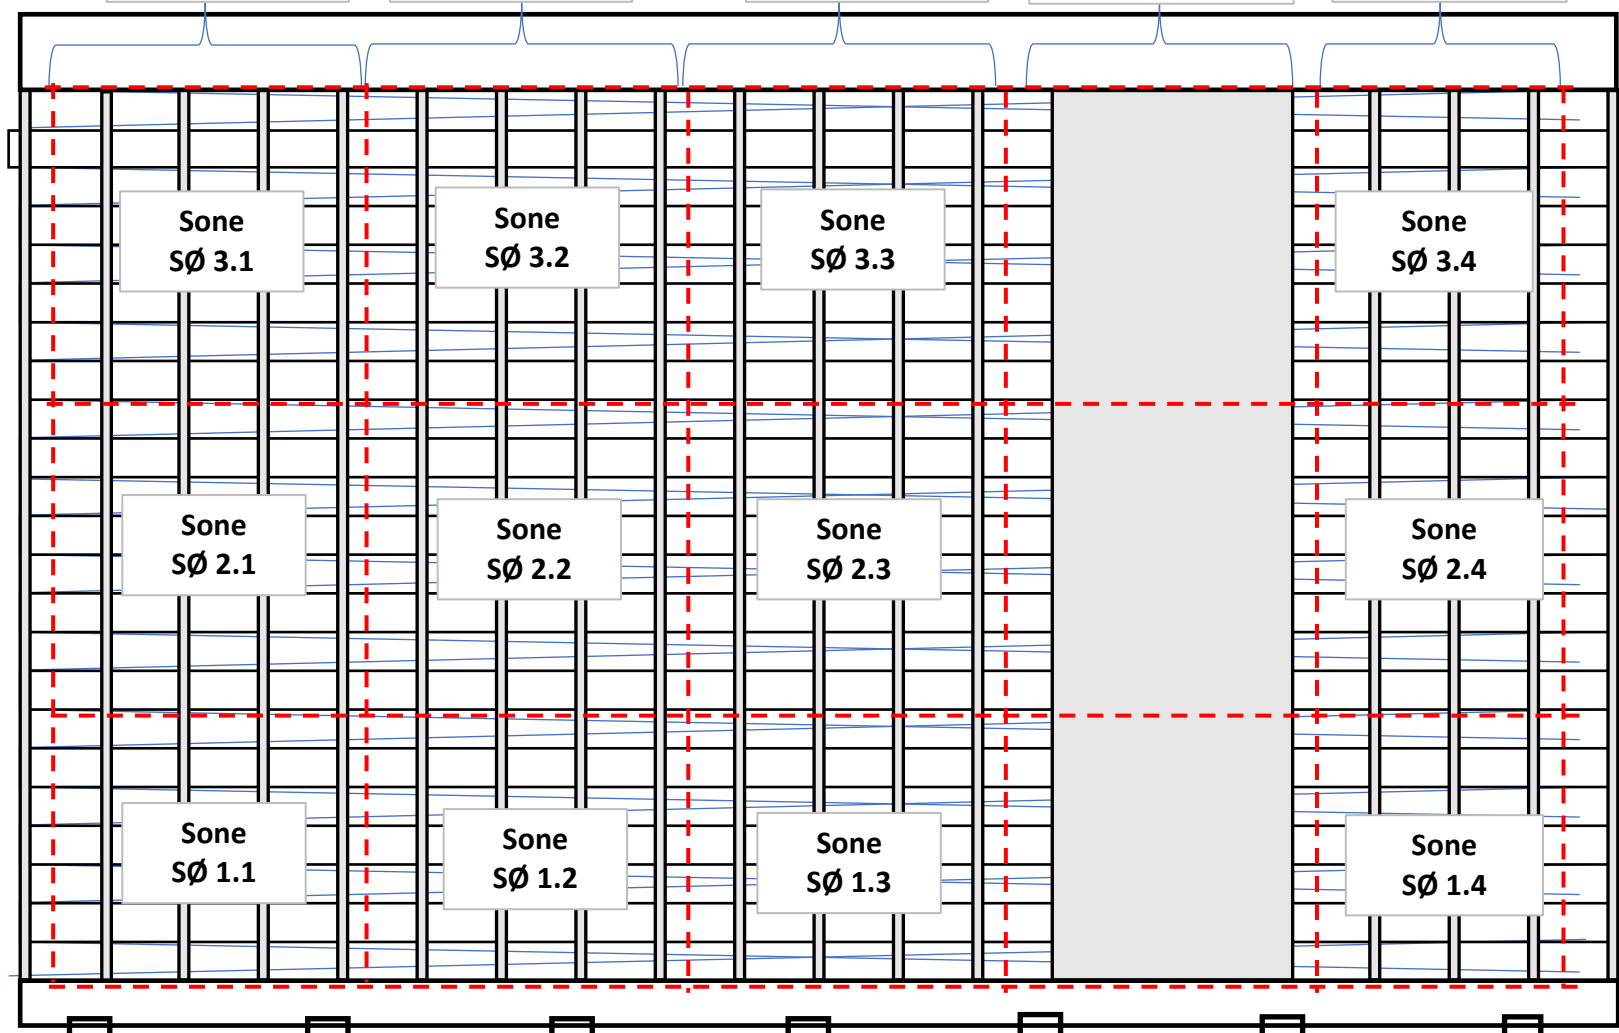 Sone
SØ 3.1
Sone
SØ 3.2
Sone
SØ 3.3
Sone
SØ 3.4
Sone
SØ 2.1
Sone
SØ 2.2
Sone
SØ 2.3
Sone
SØ 2.4
Sone
SØ 1.1
Sone
SØ 1.2
Sone
SØ 1.3
Sone
SØ 1.4